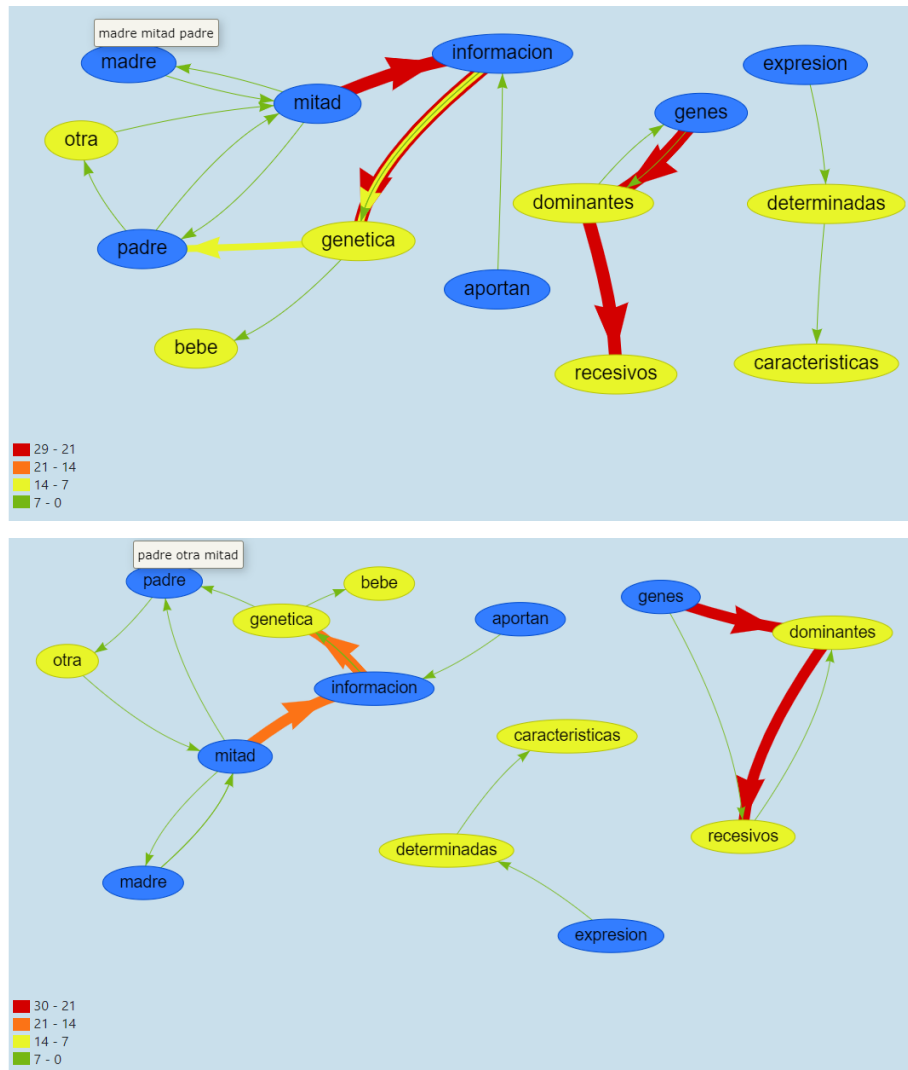 madre mitad padre
madre
informacion
expresion
mitad
genes
otra
dominantes
determinadas
padre
genetica
aportan
bebe
recesivos
caracteristicas
29 - 21
21 - 14
14 - 7
7 - 0
padre otra mitad
padre
bebe
genes
genetica
aportan
dominantes
otra
informacion
caracteristicas
mitad
recesivos
determinadas
madre
expresion
30 - 21
21 - 14
14 - 7
7 - 0